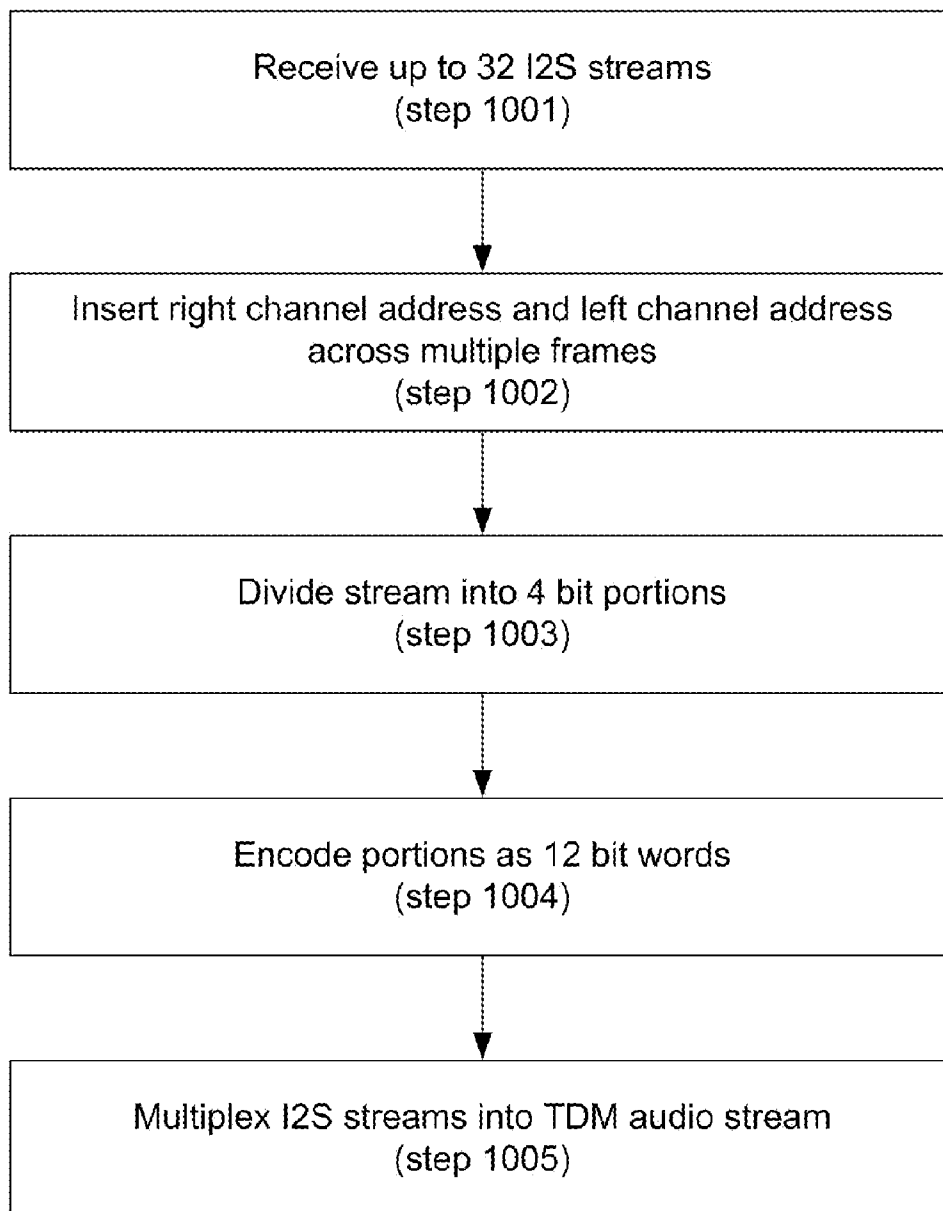 Receive up to 32 I2S streams
(step 1001)
Insert right channel address and left channel address
across multiple frames
(step 1002)
Divide stream into 4 bit portions
(step 1003)
Encode portions as 12 bit words
(step 1004)
Multiplex I2S streams into TDM audio stream
(step 1005)